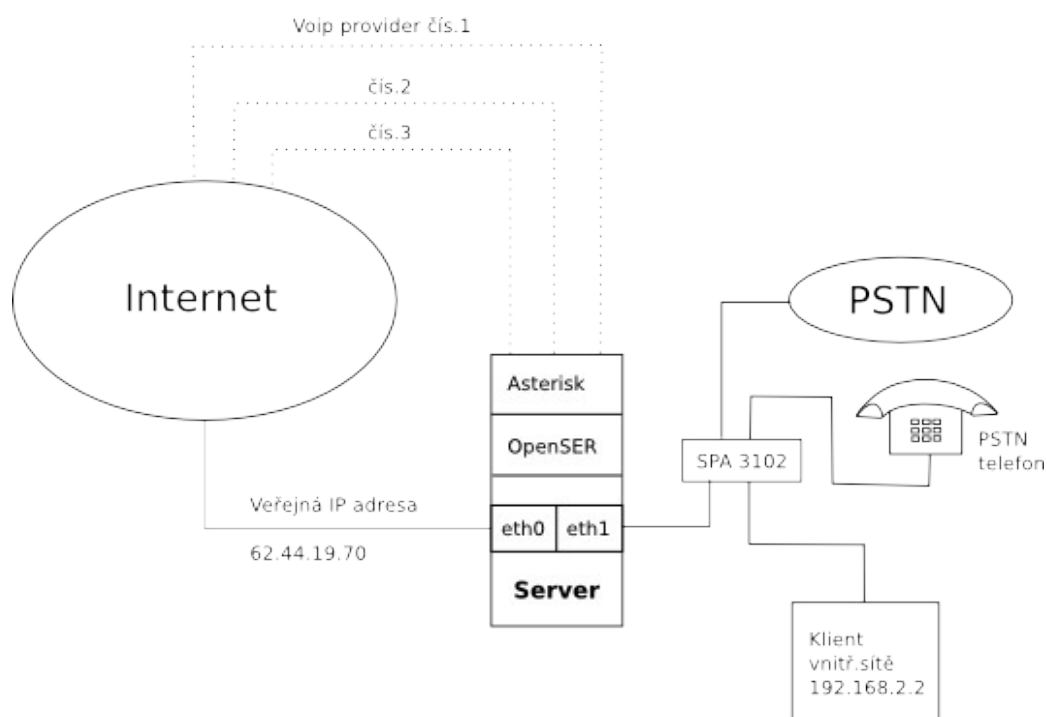 Voip provider čís.1
čís.2
čís.3
Internet
PSTN
Asterisk
OpenSER
SPA 3102
PSTN
telefon
Veřejná IP adresa
62.44.19.70
eth0
eth1
Server
Klient
vnitř.sítě
192.168.2.2